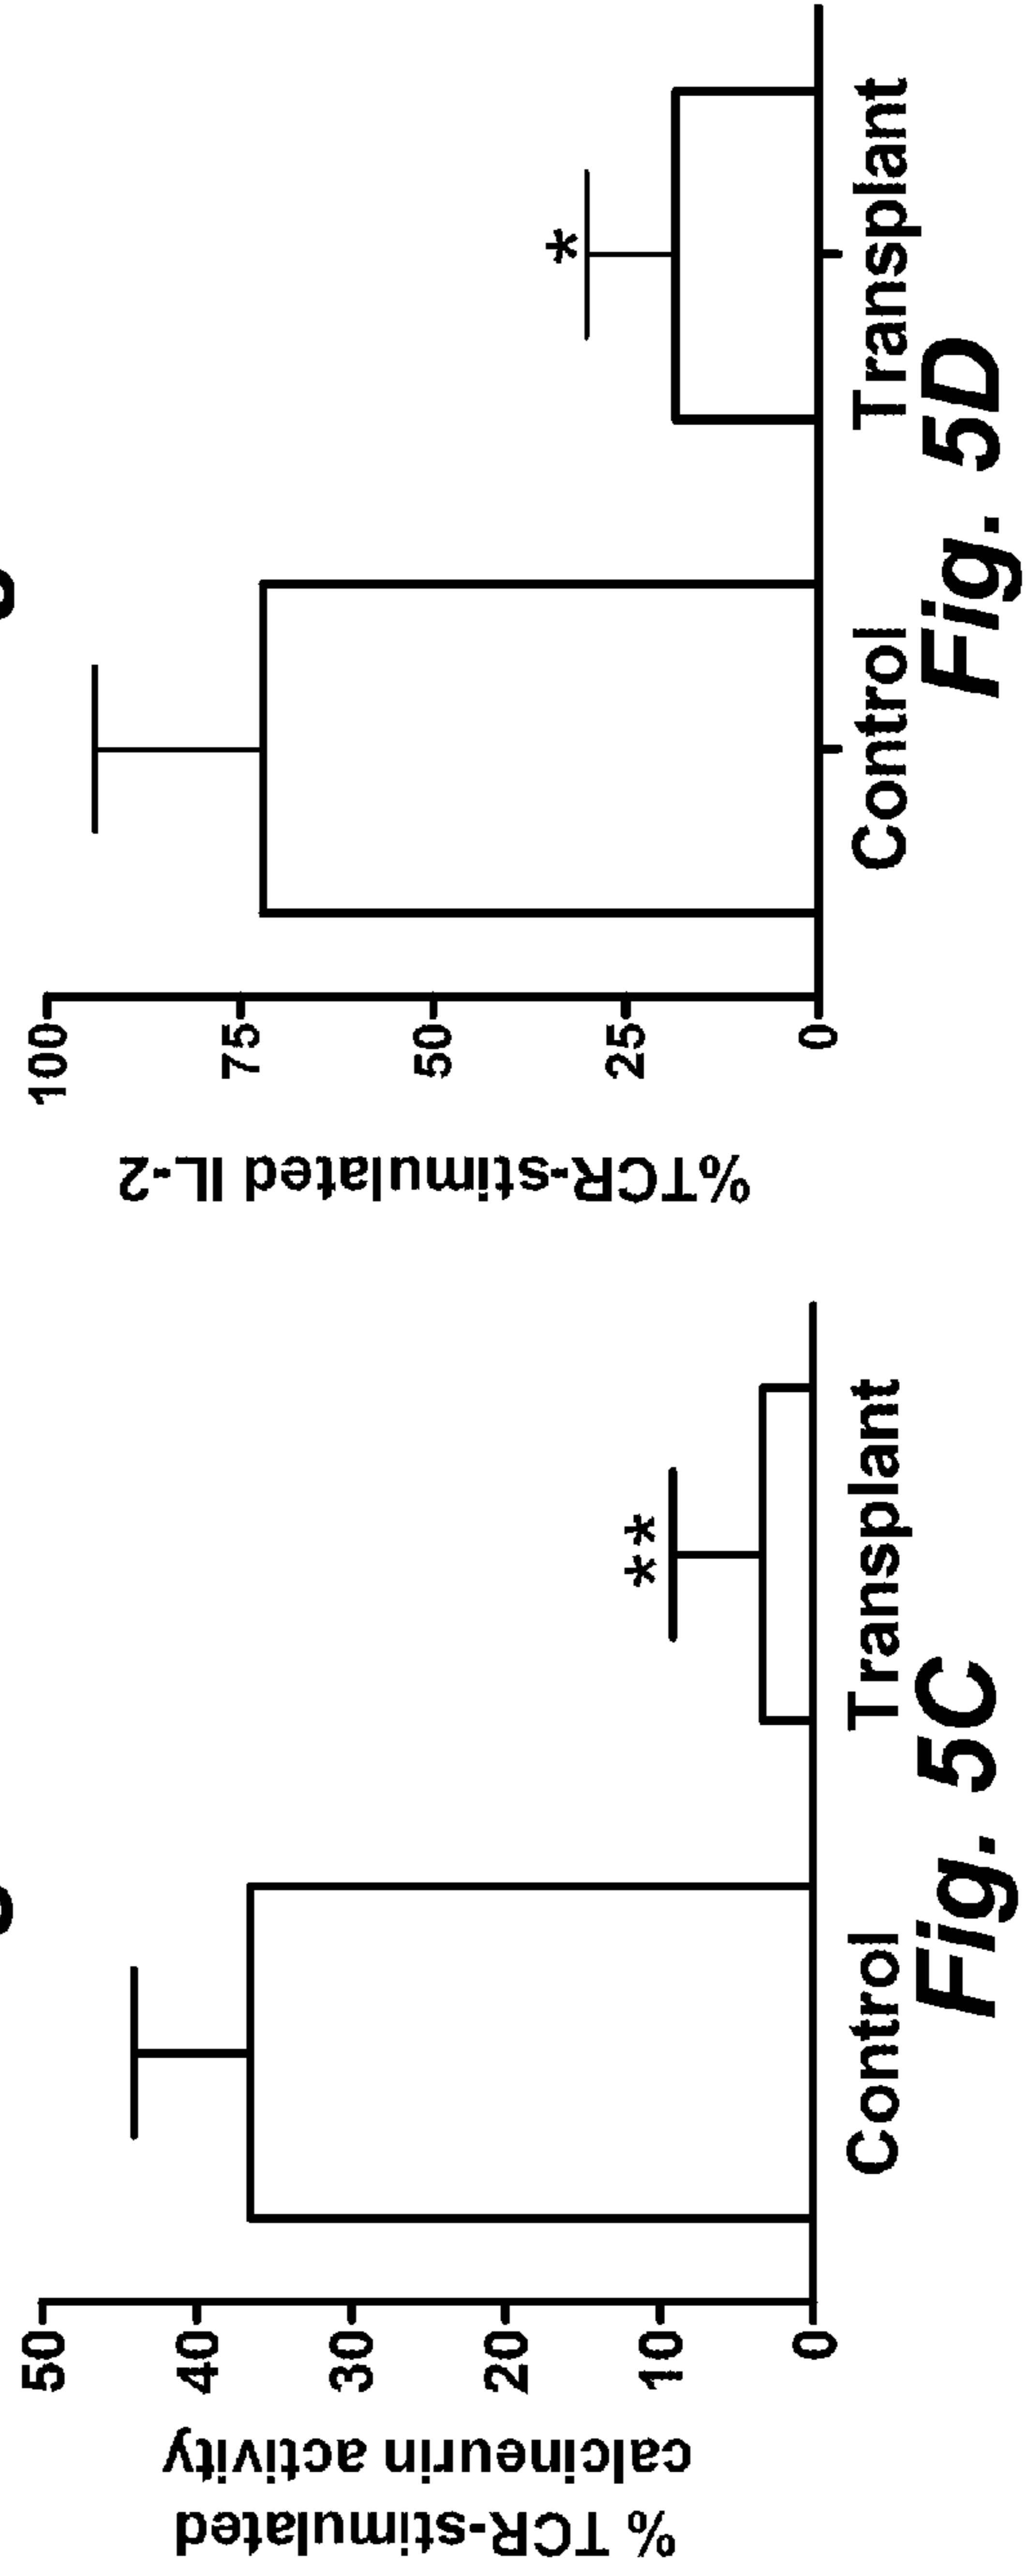 % TCR-stimulated
calcineurin activity
50
40
30
20
10
0
**
Control
Transplant
Fig. 5C
%TCR-stimulated IL-2
100
75
50
25
0
*
Control
Transplant
Fig. 5D